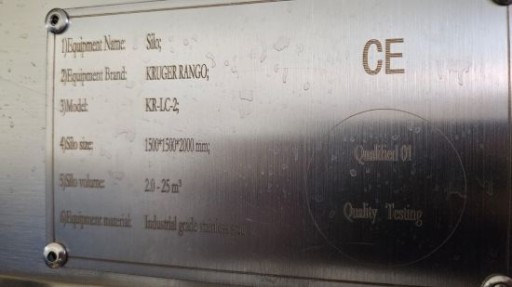 1)Equipment Name: Silo;
2)Equipment Brand: KRUGER RANGO;
3)Model: KR-LC-2;
4)Silo size: 1500*1500*2000 mm;
5)Silo volume: 2.0 - 25 m³
6)Equipment material: Industrial grade
CE
Qualified 01
Quality Testing